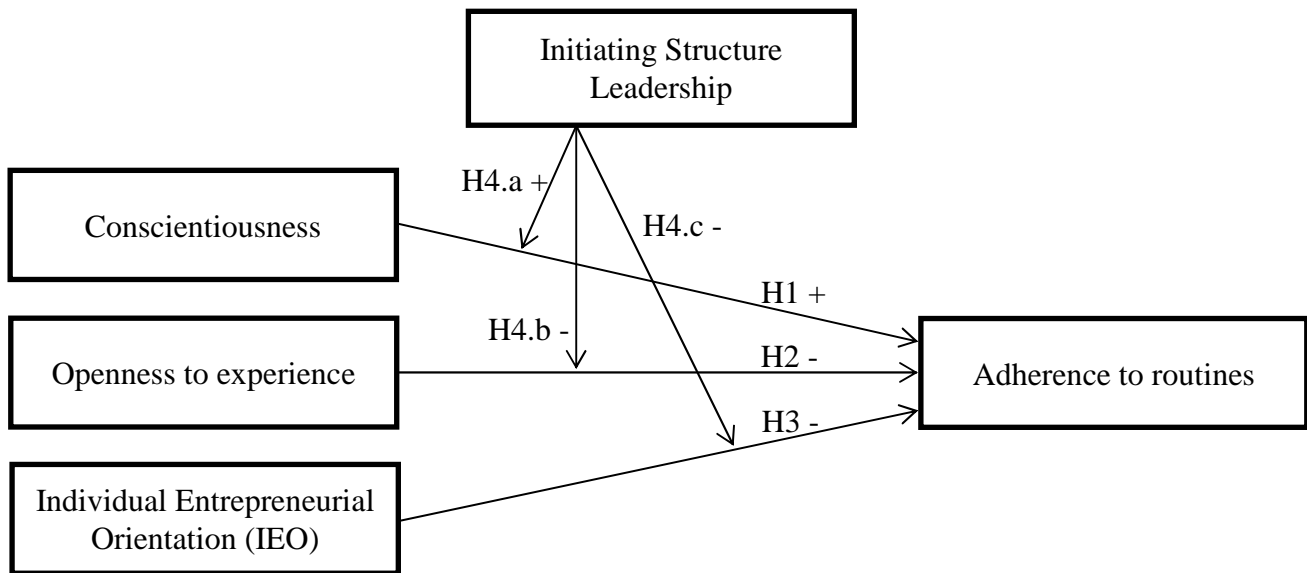 Initiating Structure
Leadership
H4.a +
Conscientiousness
H4.c -
H1 +
H4.b -
H2 -
Openness to experience
Adherence to routines
H3 -
Individual Entrepreneurial
Orientation (IEO)